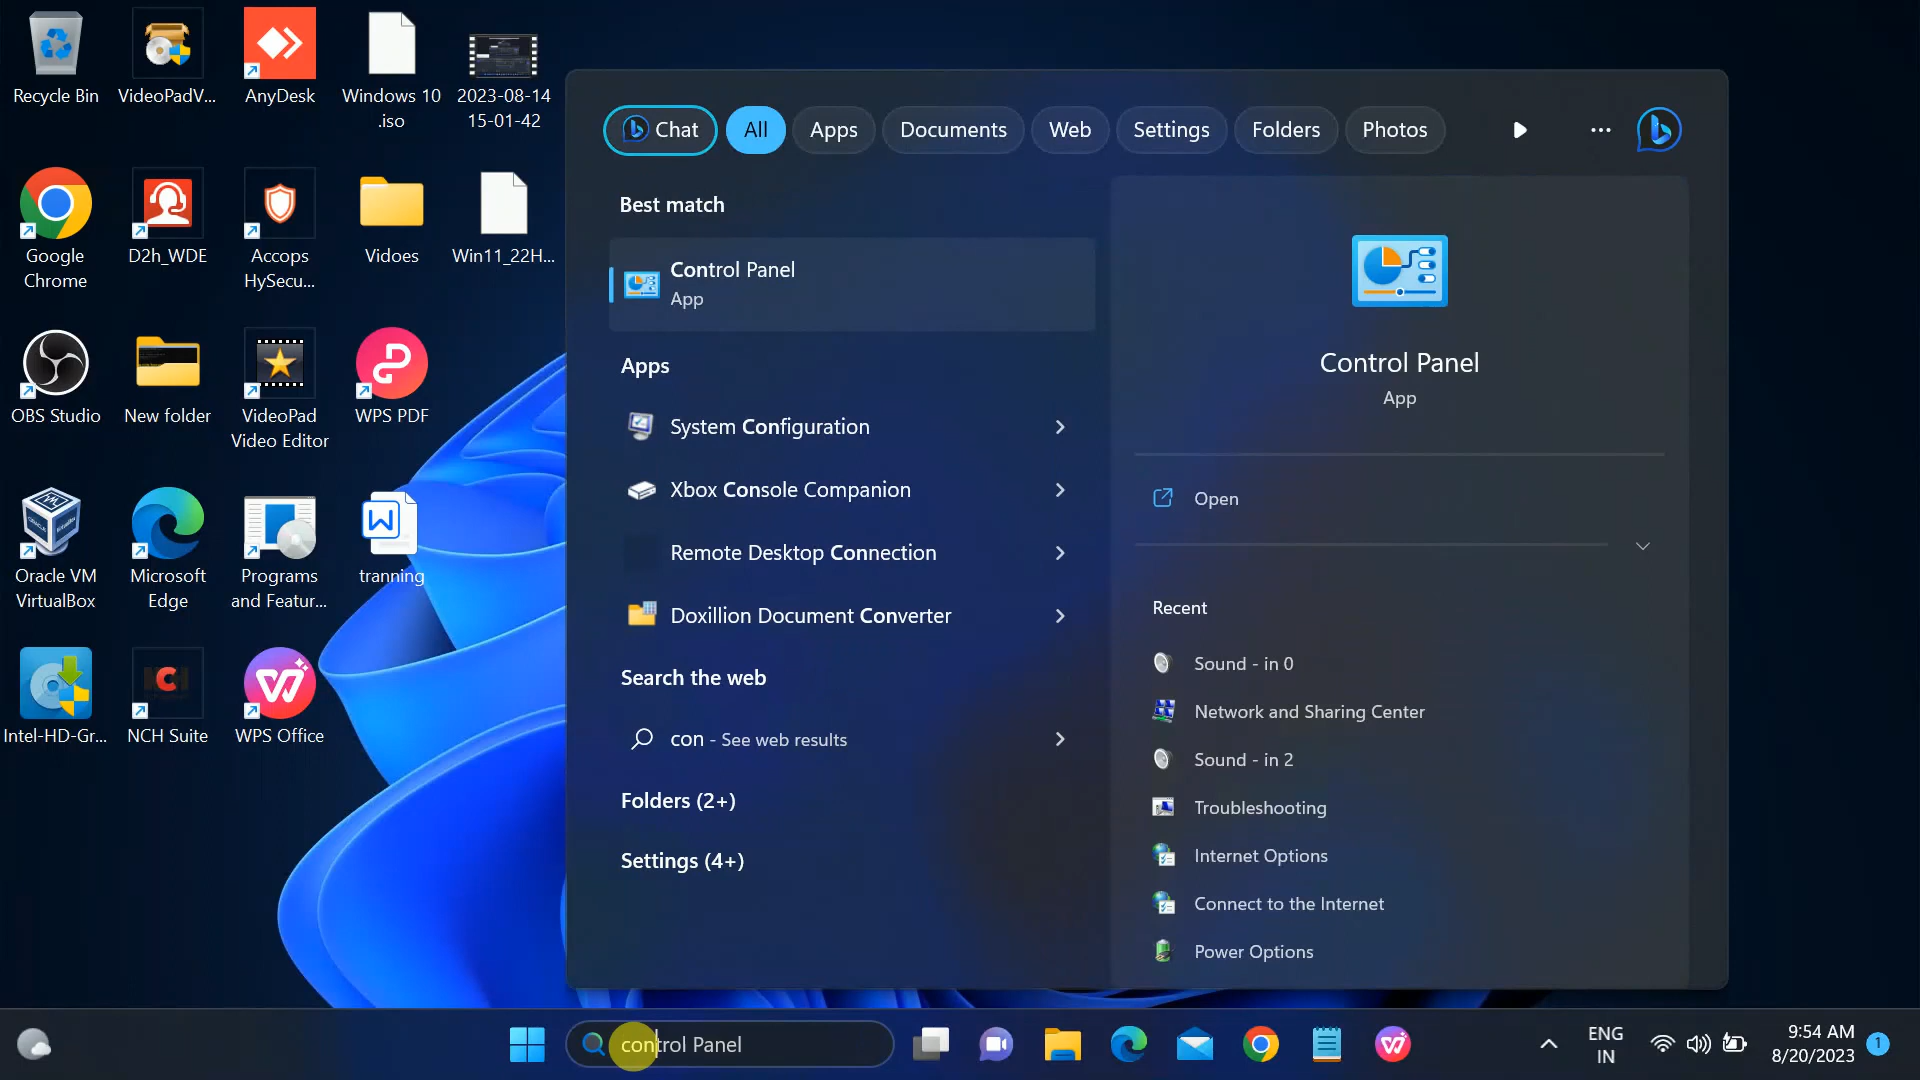 Recycle Bin
VideoPadV...
AnyDesk
Windows 10
.iso
2023-08-14
15-01-42
Google
Chrome
D2h_WDE
Accops
HySecu...
Vidoes
Win11_22H...
OBS Studio
New folder
VideoPad
Video Editor
WPS PDF
Oracle VM
VirtualBox
Microsoft
Edge
Programs
and Featur...
tranning
Intel-HD-Gr...
NCH Suite
WPS Office
Chat
All
Apps
Documents
Web
Settings
Folders
Photos
...
Best match
Control Panel
App
Apps
System Configuration
Xbox Console Companion
Remote Desktop Connection
Doxillion Document Converter
Search the web
con - See web results
Folders (2+)
Settings (4+)
Control Panel
App
Open
Recent
Sound - in 0
Network and Sharing Center
Sound - in 2
Troubleshooting
Internet Options
Connect to the Internet
Power Options
control Panel
ENG
IN
9:54 AM
8/20/2023
1